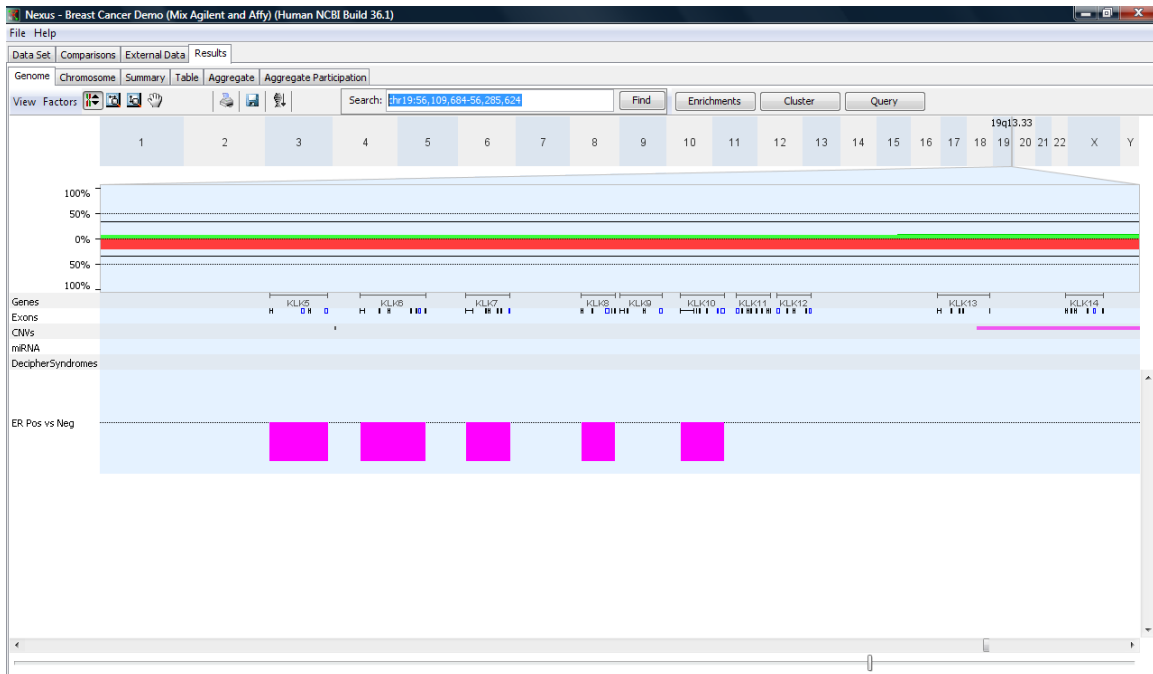 Nexus - Breast Cancer Demo (Mix Agilent and Affy) (Human NCBI Build 36.1)
File Help
Data Set Comparisons External Data Results
Genome Chromosome Summary Table Aggregate Aggregate Participation
View Factors Search: chr19:56,109,684-56,285,624 Find Enrichments Cluster Query
19q13.33
1 2 3 4 5 6 7 8 9 10 11 12 13 14 15 16 17 18 19 20 21 22 X Y
100%
50%
0%
50%
100%
Genes KLK5 KLK6 KLK7 KLK8 KLK9 KLK10 KLK11 KLK12 KLK13 KLK14
Exons
CNVs
miRNA
DecipherSyndromes
ER Pos vs Neg